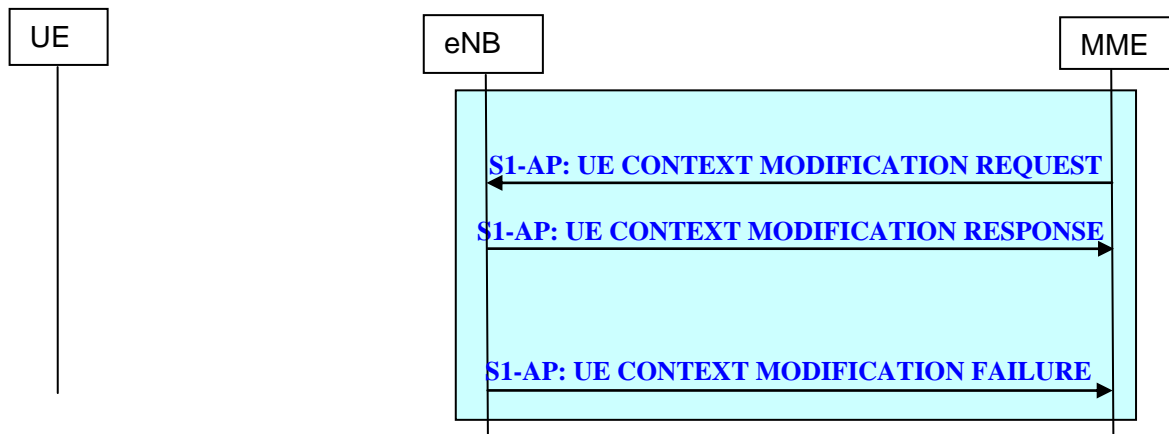 UE
eNB
MME
S1-AP: UE CONTEXT MODIFICATION REQUEST
S1-AP: UE CONTEXT MODIFICATION RESPONSE
S1-AP: UE CONTEXT MODIFICATION FAILURE